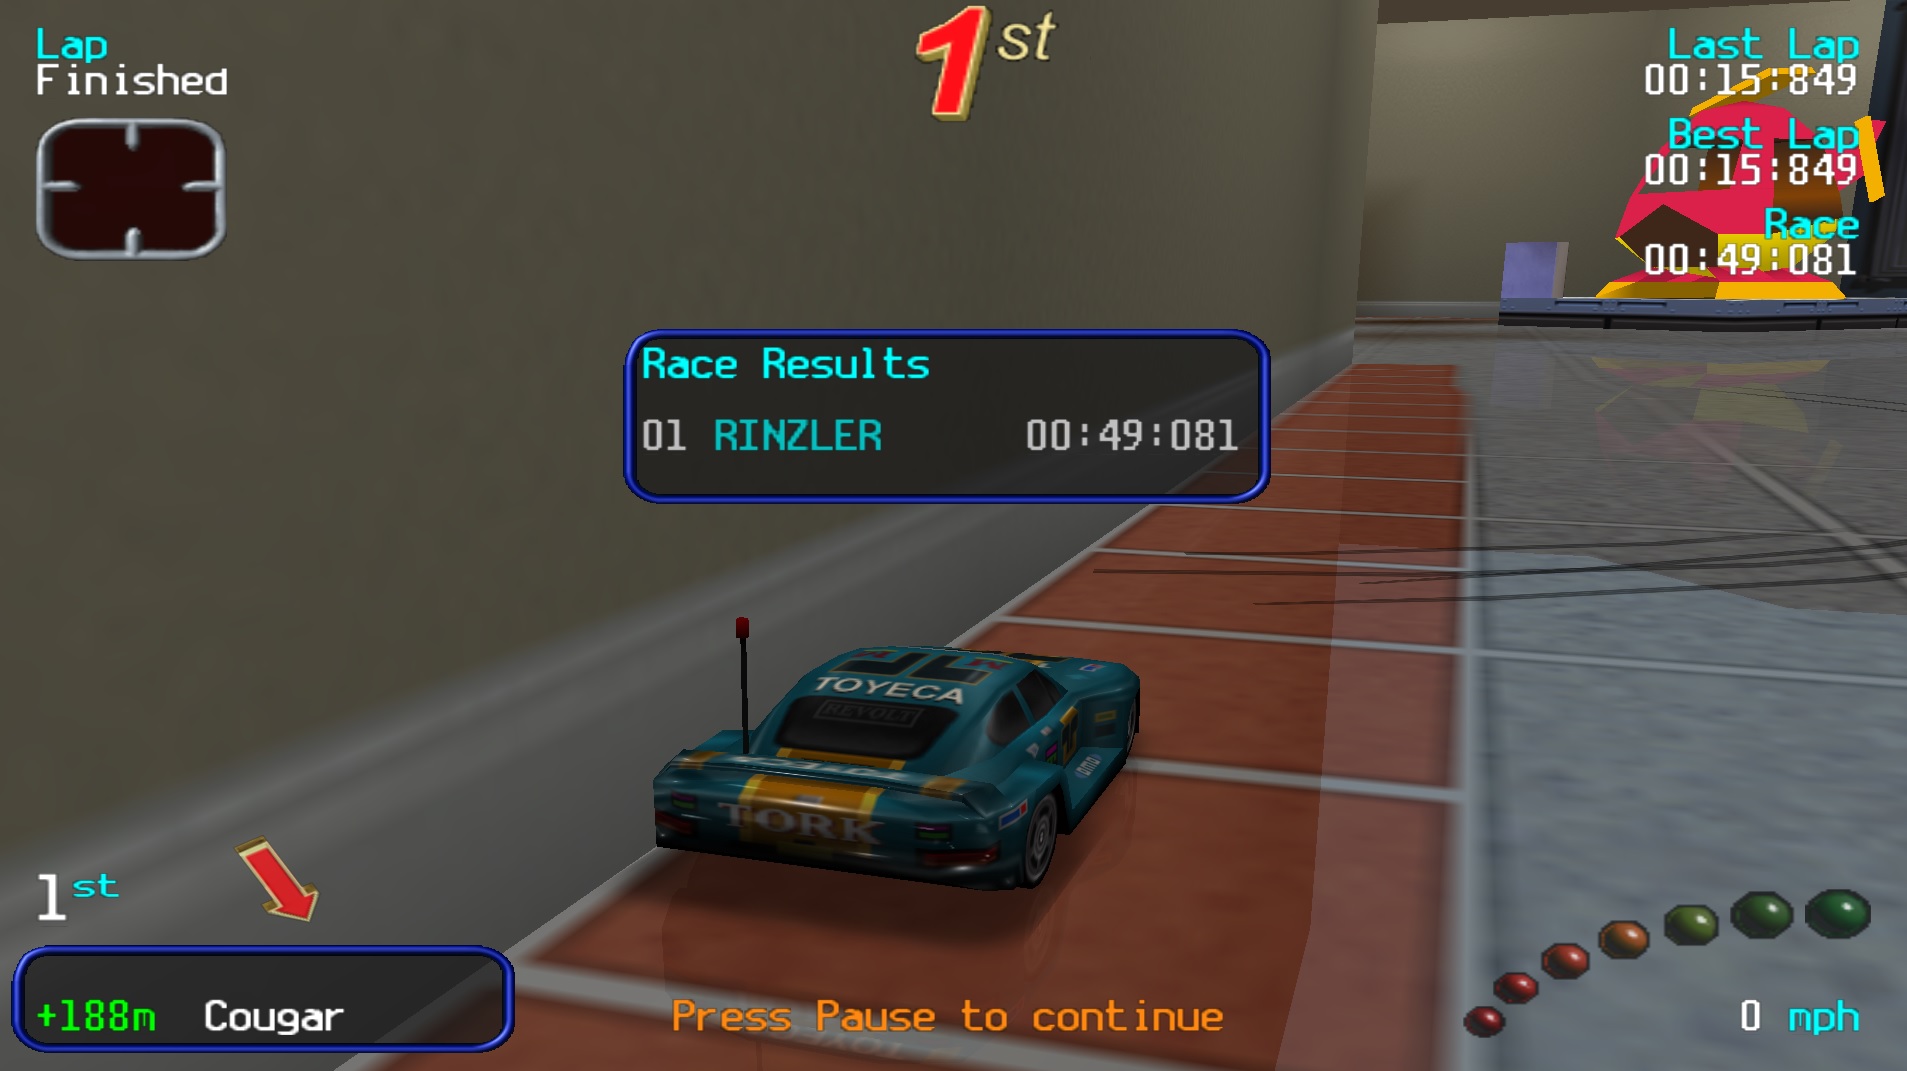 Lap
Finished
1st
Last Lap
00:15:849
Best Lap
00:15:849
Race
00:49:081
Race Results
01 RINZLER 00:49:081
TOYECA
REVOLT
TORK
1st
+188m Cougar
Press Pause to continue
0 mph